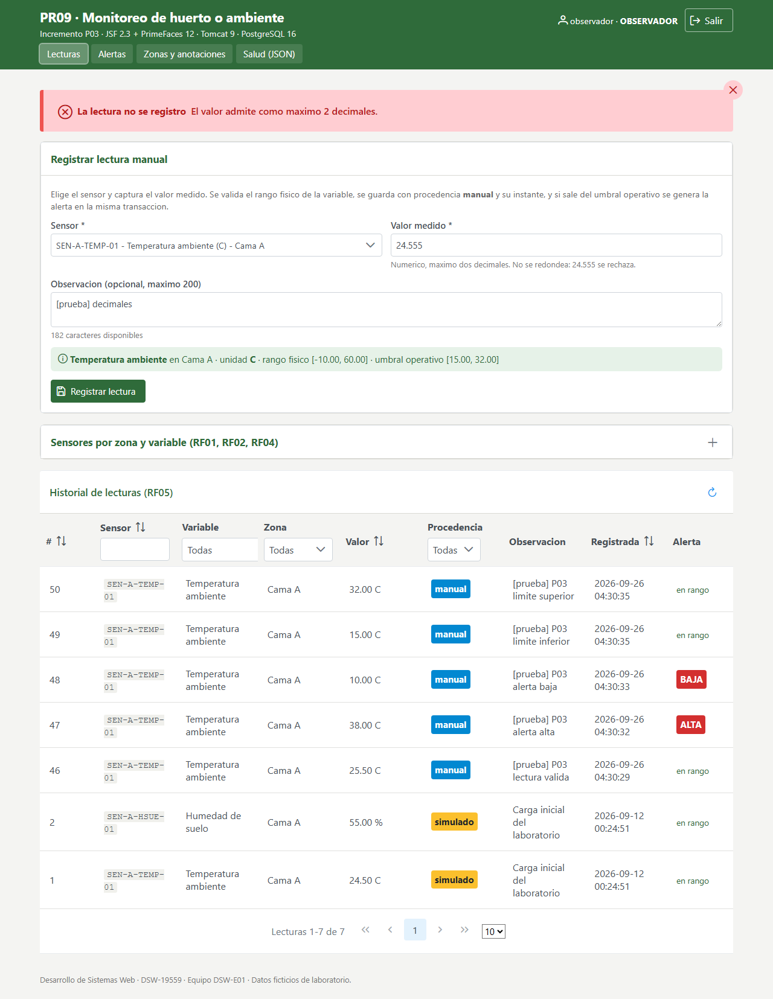 PR09 · Monitoreo de huerto o ambiente
Incremento P03 · JSF 2.3 + PrimeFaces 12 · Tomcat 9 · PostgreSQL 16
observador · OBSERVADOR
Salir
Lecturas
Alertas
Zonas y anotaciones
Salud (JSON)
La lectura no se registro El valor admite como maximo 2 decimales.
Registrar lectura manual
Elige el sensor y captura el valor medido. Se valida el rango fisico de la variable, se guarda con procedencia manual y su instante, y si sale del umbral operativo se genera la
alerta en la misma transaccion.
Sensor *
Valor medido *
SEN-A-TEMP-01 - Temperatura ambiente (C) - Cama A
24.555
Numerico, maximo dos decimales. No se redondea: 24.555 se rechaza.
Observacion (opcional, maximo 200)
[prueba] decimales
182 caracteres disponibles
Temperatura ambiente en Cama A · unidad C · rango fisico [-10.00, 60.00] · umbral operativo [15.00, 32.00]
Registrar lectura
Sensores por zona y variable (RF01, RF02, RF04)
Historial de lecturas (RF05)
# Sensor Variable Zona Valor Procedencia Observacion Registrada Alerta
Todas Todas Todas
50 SEN-A-TEMP-01 Temperatura ambiente Cama A 32.00 C manual [prueba] P03 limite superior 2026-09-26 04:30:35 en rango
49 SEN-A-TEMP-01 Temperatura ambiente Cama A 15.00 C manual [prueba] P03 limite inferior 2026-09-26 04:30:35 en rango
48 SEN-A-TEMP-01 Temperatura ambiente Cama A 10.00 C manual [prueba] P03 alerta baja 2026-09-26 04:30:33 BAJA
47 SEN-A-TEMP-01 Temperatura ambiente Cama A 38.00 C manual [prueba] P03 alerta alta 2026-09-26 04:30:32 ALTA
46 SEN-A-TEMP-01 Temperatura ambiente Cama A 25.50 C manual [prueba] P03 lectura valida 2026-09-26 04:30:29 en rango
2 SEN-A-HSUE-01 Humedad de suelo Cama A 55.00 % simulado Carga inicial del laboratorio 2026-09-12 00:24:51 en rango
1 SEN-A-TEMP-01 Temperatura ambiente Cama A 24.50 C simulado Carga inicial del laboratorio 2026-09-12 00:24:51 en rango
Lecturas 1-7 de 7
1
10
Desarrollo de Sistemas Web · DSW-19559 · Equipo DSW-E01 · Datos ficticios de laboratorio.